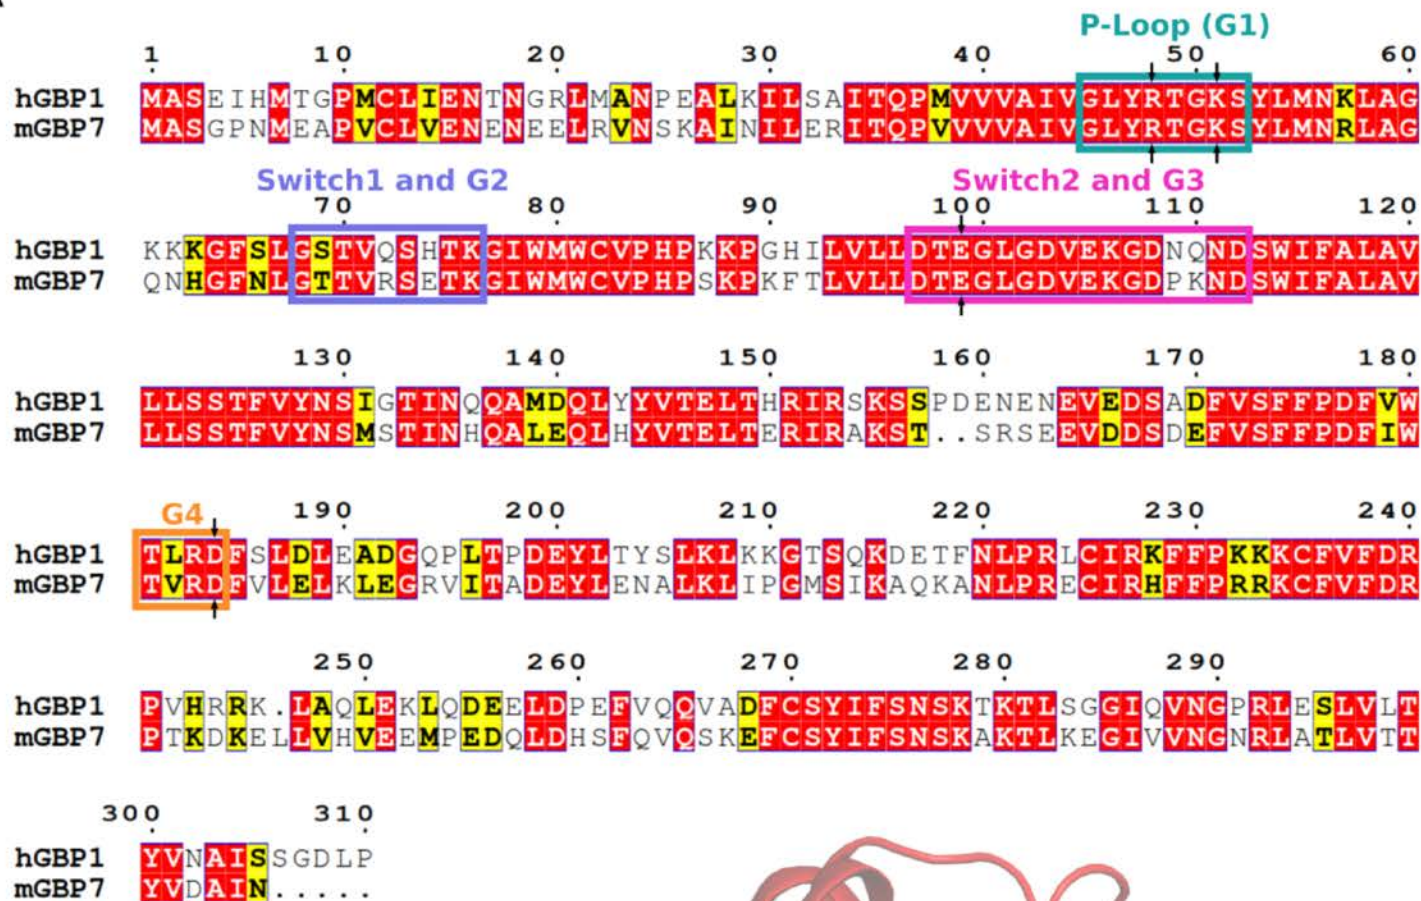 P-Loop (G1)
1 10 20 30 40 50 60
hGBP1 MASEIHMTGPMCLIENTNGRLMANPEALKILSAITQPMVVVAIVGLYRTGKSYLMNKLAG
mGBP7 MASGPNMEAPVCLVENENEELRVNSKAINILERITQPVVVVAIVGLYRTGKSYLMNRLAG
Switch1 and G2 Switch2 and G3
70 80 90 100 110 120
hGBP1 KKKGFSLGSTVQSHTKGIWMWCVPHPKKPGHILVLLDTEGLGDVEKGDNQNDSWIFALAV
mGBP7 QNHGFNLGTTVRSETKGIWMWCVPHPSKPKFTLVLLDTEGLGDVEKGDPKNDSWIFALAV
130 140 150 160 170 180
hGBP1 LLSSTFVYNSIGTINQQAMDQLYYVTELTHRIRSKSSPDENENEVEDSADFVSFFPDFVW
mGBP7 LLSSTFVYNSMSTINHQALEQLHYVTELTERIRAKST..SRSEEVDDSDEFVSFFPDFIW
G4
190 200 210 220 230 240
hGBP1 TLRDFSLDLEADGQPLTPDEYLTYSLKLKKGTSQKDETFNLPRLCIRKFFPKKKCFVFDR
mGBP7 TVRDFVLELKLEGRVITADEYLENALKLIPGMSIKAQKANLPRECIRHFFPRRKCFVFDR
250 260 270 280 290
hGBP1 PVHRRK.LAQLEKLQDEELDPEFVQQVADFCSYIFSNSKTKTLSGGIQVNGPRLESLVLT
mGBP7 PTKDKELLVHVEEMPEDQLDHSFQVQSKEFCSYIFSNSKAKTLKEGIVVNGNRLATLVTT
300 310
hGBP1 YVNAISSGDLP
mGBP7 YVDAIN.....